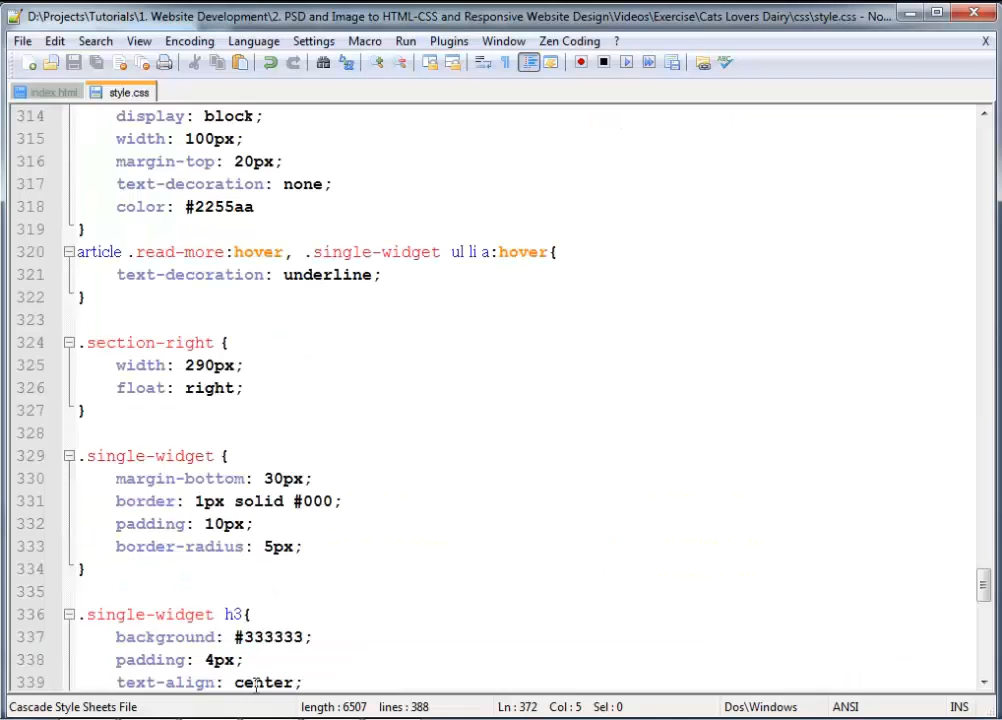 D:\Projects\Tutorials\1. Website Development\2. PSD and Image to HTML-CSS and Responsive Website Design\Videos\Exercise\Cats Lovers Dairy\css\style.css - No...
File Edit Search View Encoding Language Settings Macro Run Plugins Window Zen Coding ? X
index.html style.css
314 display: block;
315 width: 100px;
316 margin-top: 20px;
317 text-decoration: none;
318 color: #2255aa
319 }
320 article .read-more:hover, .single-widget ul li a:hover{
321 text-decoration: underline;
322 }
323
324 .section-right {
325 width: 290px;
326 float: right;
327 }
328
329 .single-widget {
330 margin-bottom: 30px;
331 border: 1px solid #000;
332 padding: 10px;
333 border-radius: 5px;
334 }
335
336 .single-widget h3{
337 background: #333333;
338 padding: 4px;
339 text-align: center;
Cascade Style Sheets File length : 6507 lines : 388 Ln : 372 Col : 5 Sel : 0 Dos\Windows ANSI INS